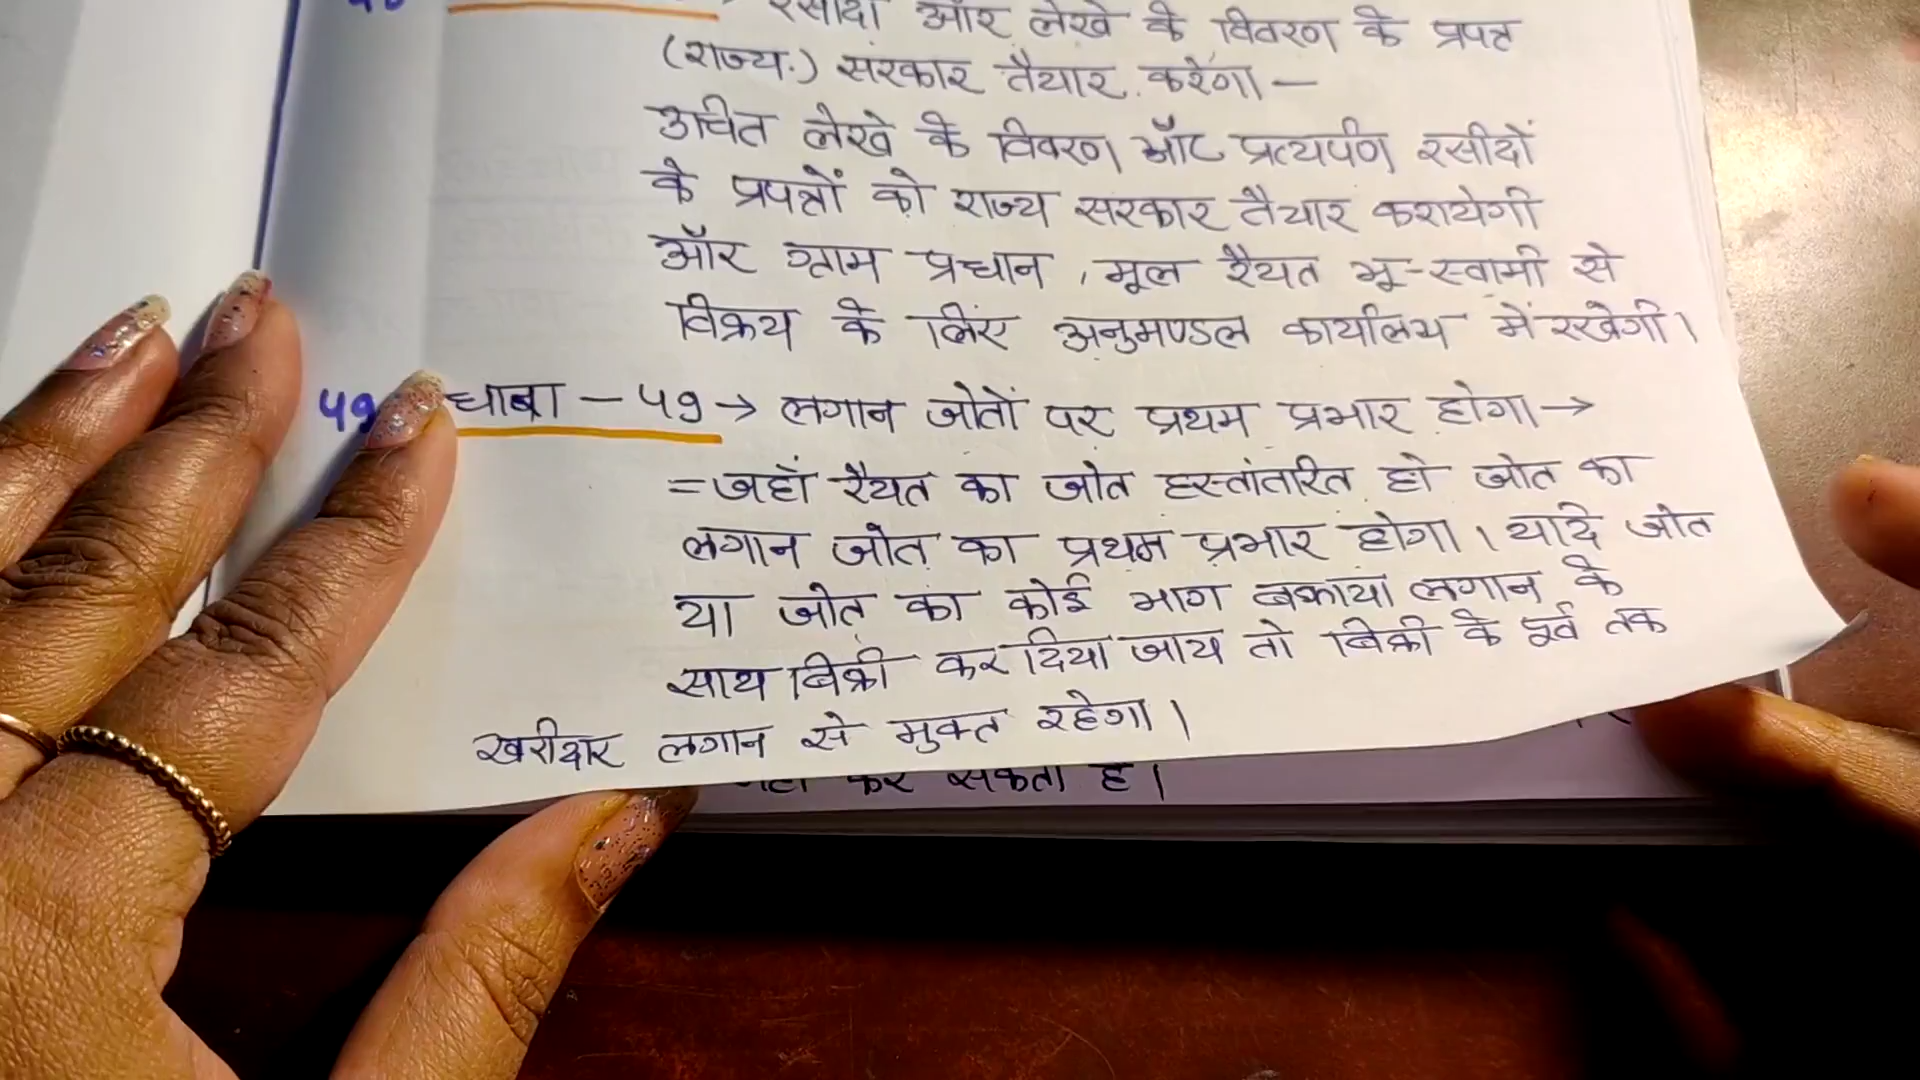 रसीदों और लेखे के विवरण के प्रपत्र
(राज्य.) सरकार तैयार करेंगा —
उचित लेखे के विवरण और प्रत्यर्पण रसीदों
के प्रपत्रों को राज्य सरकार तैयार करायेगी
और ग्राम प्रधान, मूल रैयत भू-स्वामी से
विक्रय के लिए अनुमण्डल कार्यालय में रखेगी।
49 धारा — 49 → लगान जोतों पर प्रथम प्रभार होगा →
= जहाँ रैयत का जोत हस्तांतरित हो जोत का
लगान जोत का प्रथम प्रभार होगा। यदि जोत
या जोत का कोई भाग बकाया लगान के
साथ बिक्री कर दिया जाय तो बिक्री के पूर्व तक
खरीदार लगान से मुक्त रहेगा।
नहीं कर सकता है।